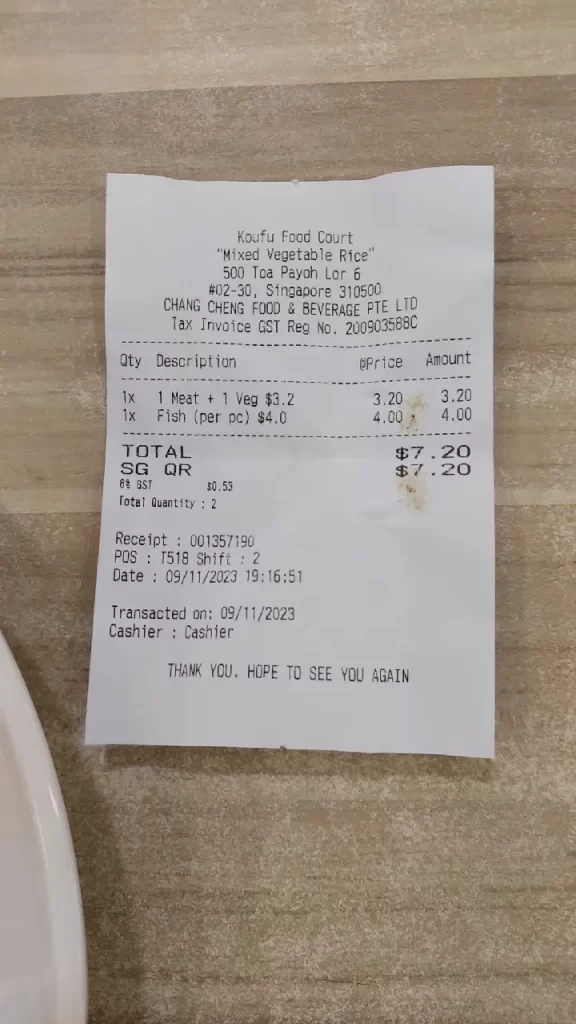 Koufu Food Court
"Mixed Vegetable Rice"
500 Toa Payoh Lor 6
#02-30, Singapore 310500
CHANG CHENG FOOD & BEVERAGE PTE LTD
Tax Invoice GST Reg No. 200903588C
Qty Description @Price Amount
1x 1 Meat + 1 Veg $3.2 3.20 3.20
1x Fish (per pc) $4.0 4.00 4.00
TOTAL $7.20
SG QR $7.20
8% GST $0.53
Total Quantity : 2
Receipt : 001357190
POS : T518 Shift : 2
Date : 09/11/2023 19:16:51
Transacted on: 09/11/2023
Cashier : Cashier
THANK YOU. HOPE TO SEE YOU AGAIN